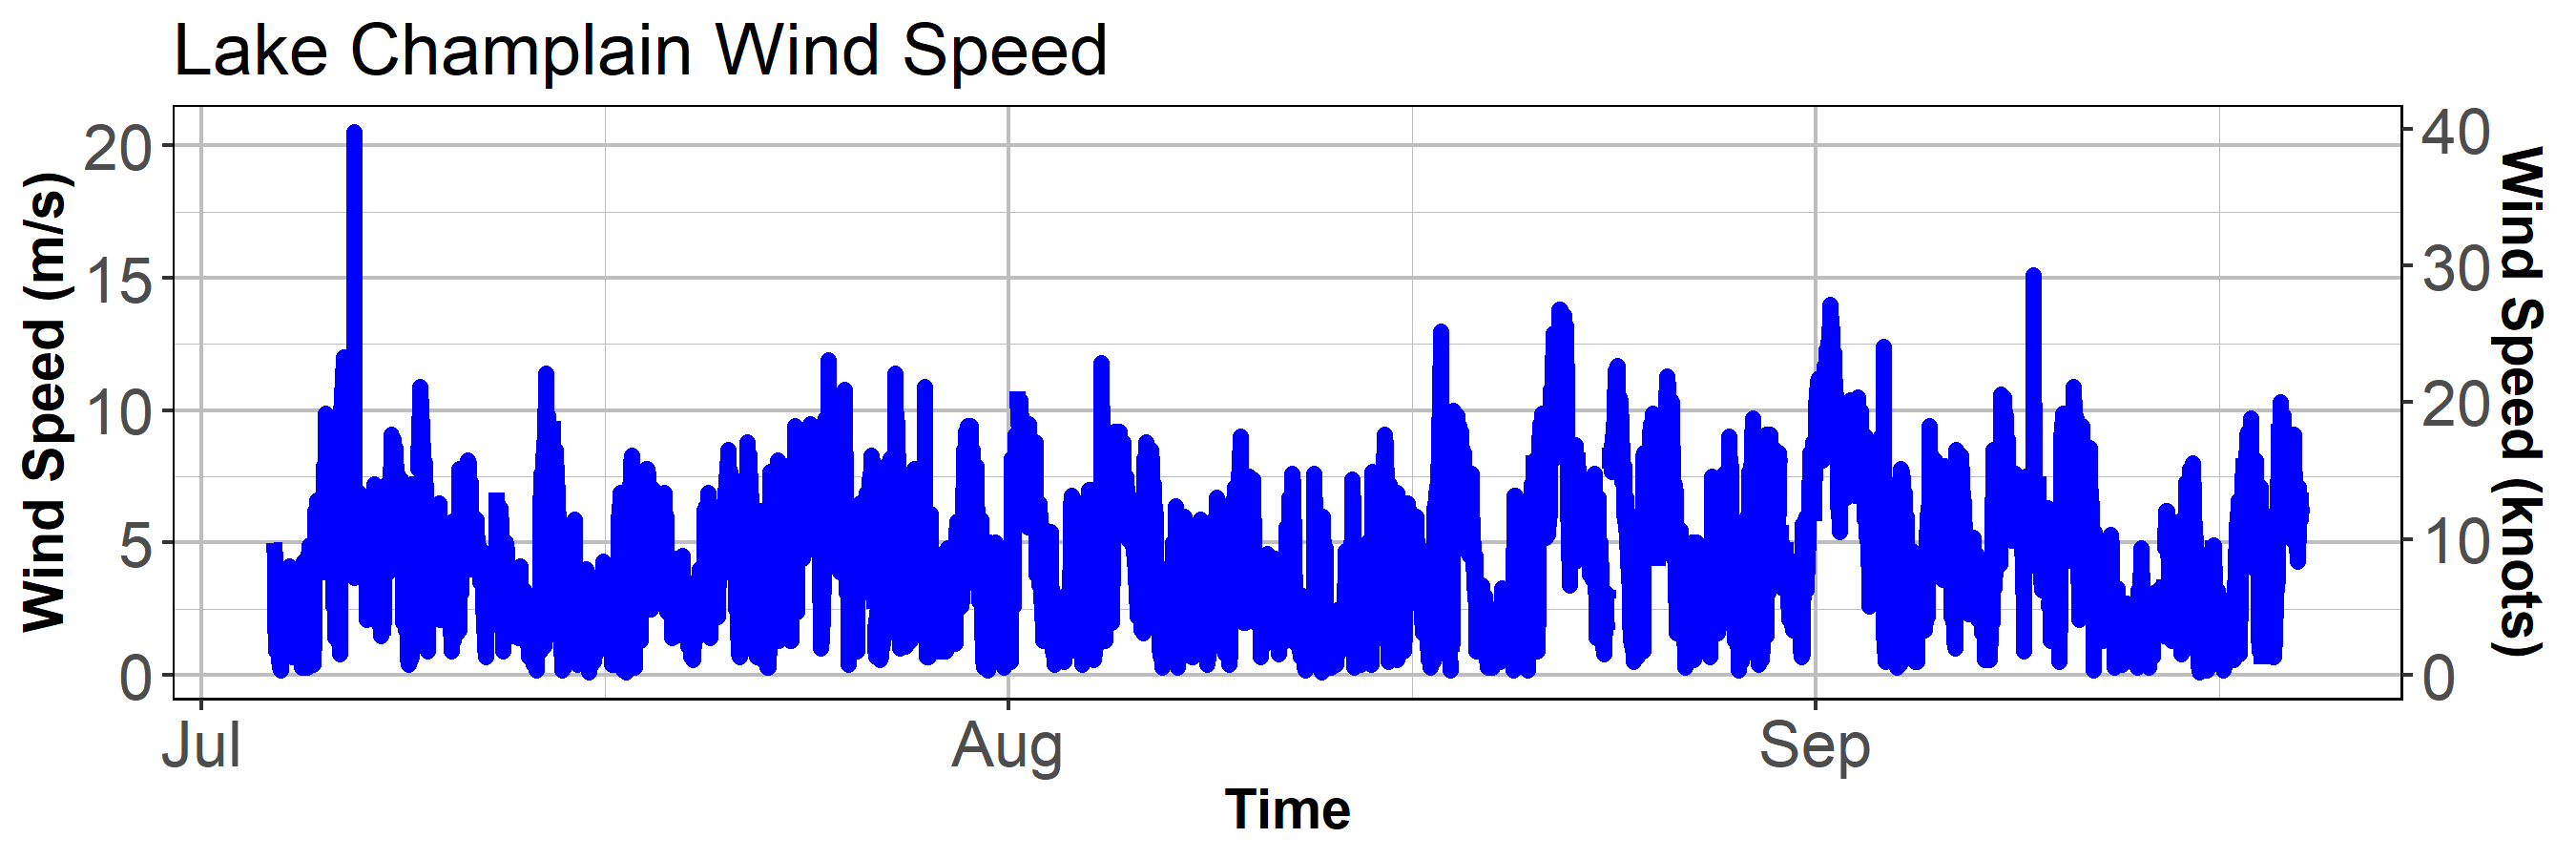 Lake Champlain Wind Speed
Wind Speed (m/s)
20
15
10
5
0
40
30
20
10
0
Wind Speed (knots)
Jul
Aug
Sep
Time